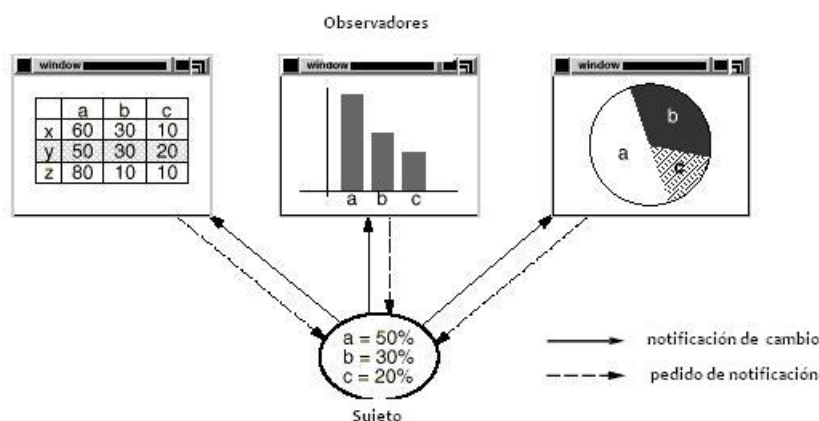 Observadores
window
a b c
x 60 30 10
y 50 30 20
z 80 10 10
window
a b c
window
a
b
c
a = 50%
b = 30%
c = 20%
Sujeto
notificación de cambio
pedido de notificación